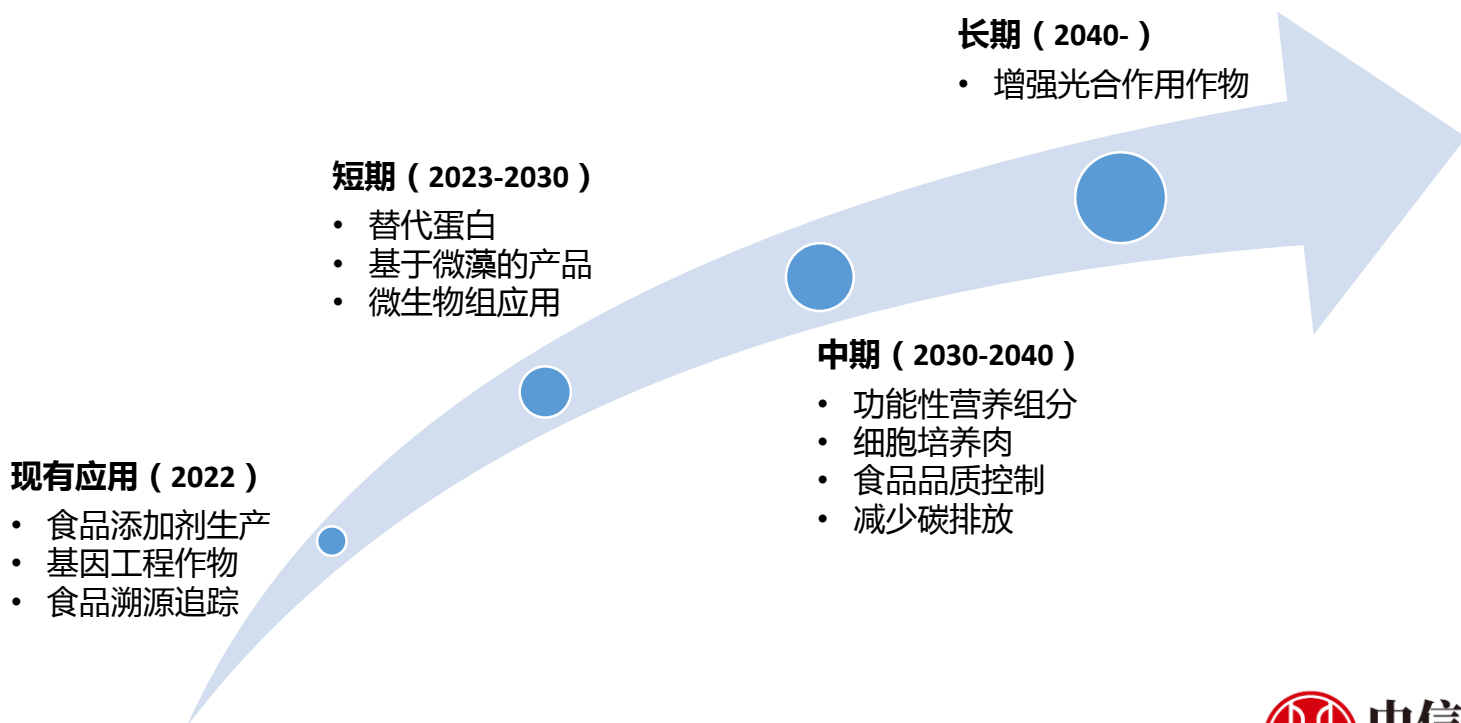 长期（2040-）
• 增强光合作用作物
短期（2023-2030）
• 替代蛋白
• 基于微藻的产品
• 微生物组应用
中期（2030-2040）
• 功能性营养组分
• 细胞培养肉
• 食品品质控制
• 减少碳排放
现有应用（2022）
• 食品添加剂生产
• 基因工程作物
• 食品溯源追踪